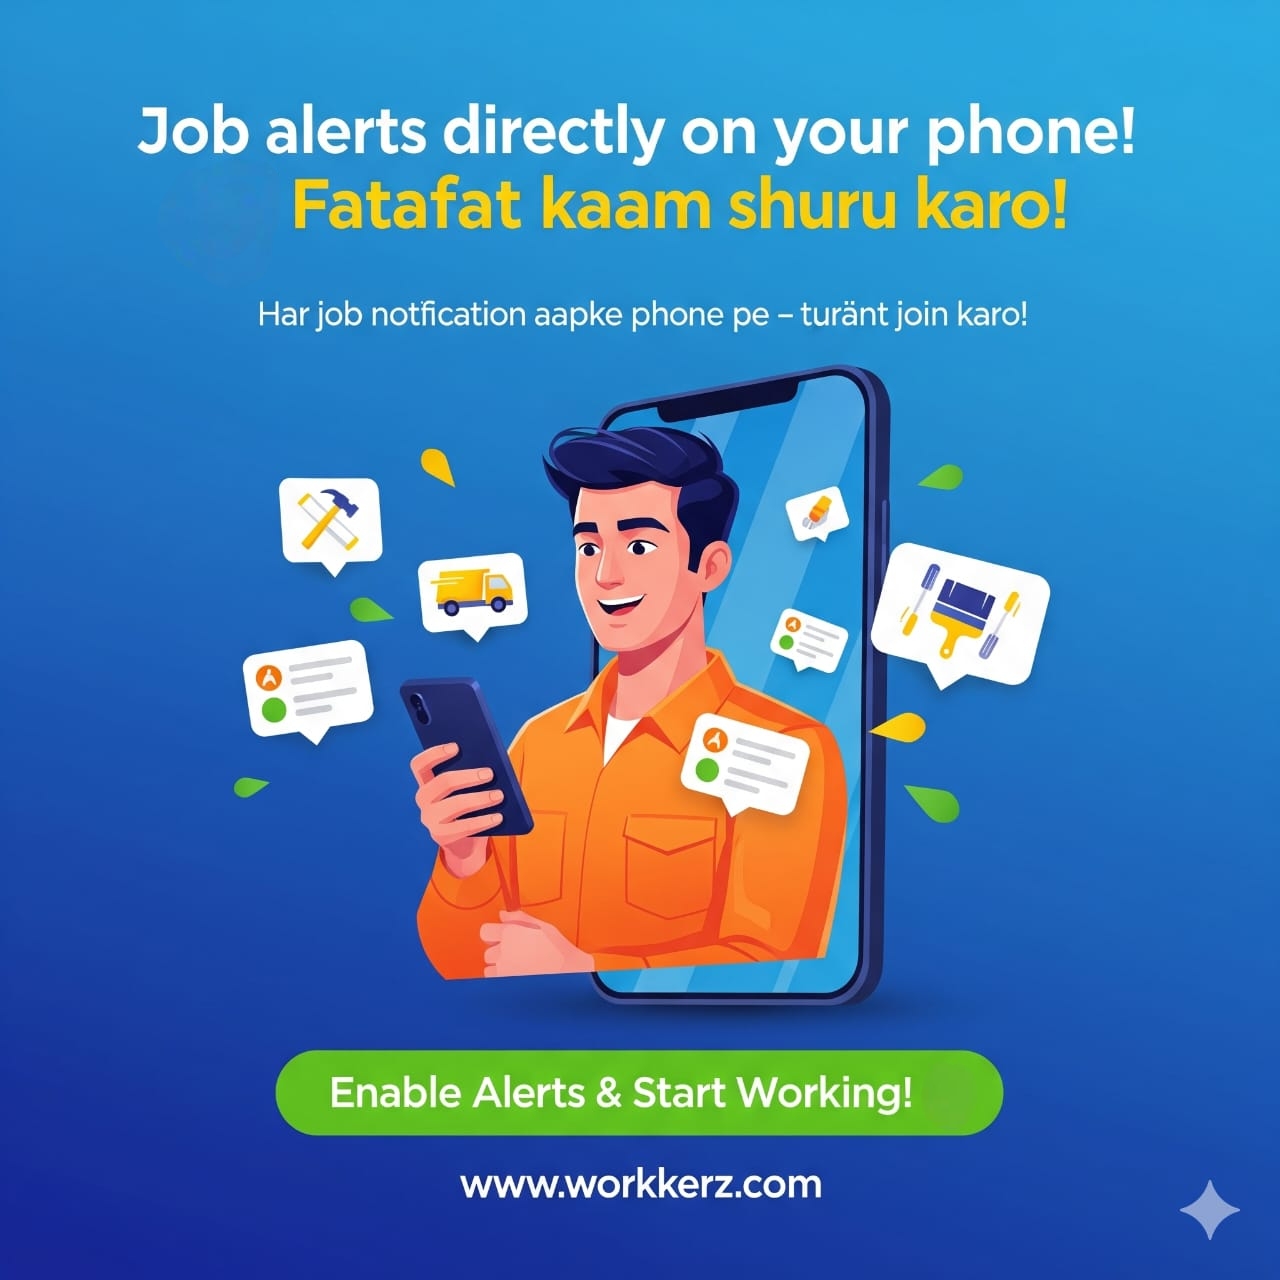 Job alerts directly on your phone!
Fatafat kaam shuru karo!
Har job notfication aapke phone pe – turänt join karo!
Enable Alerts & Start Working!
www.workkerz.com